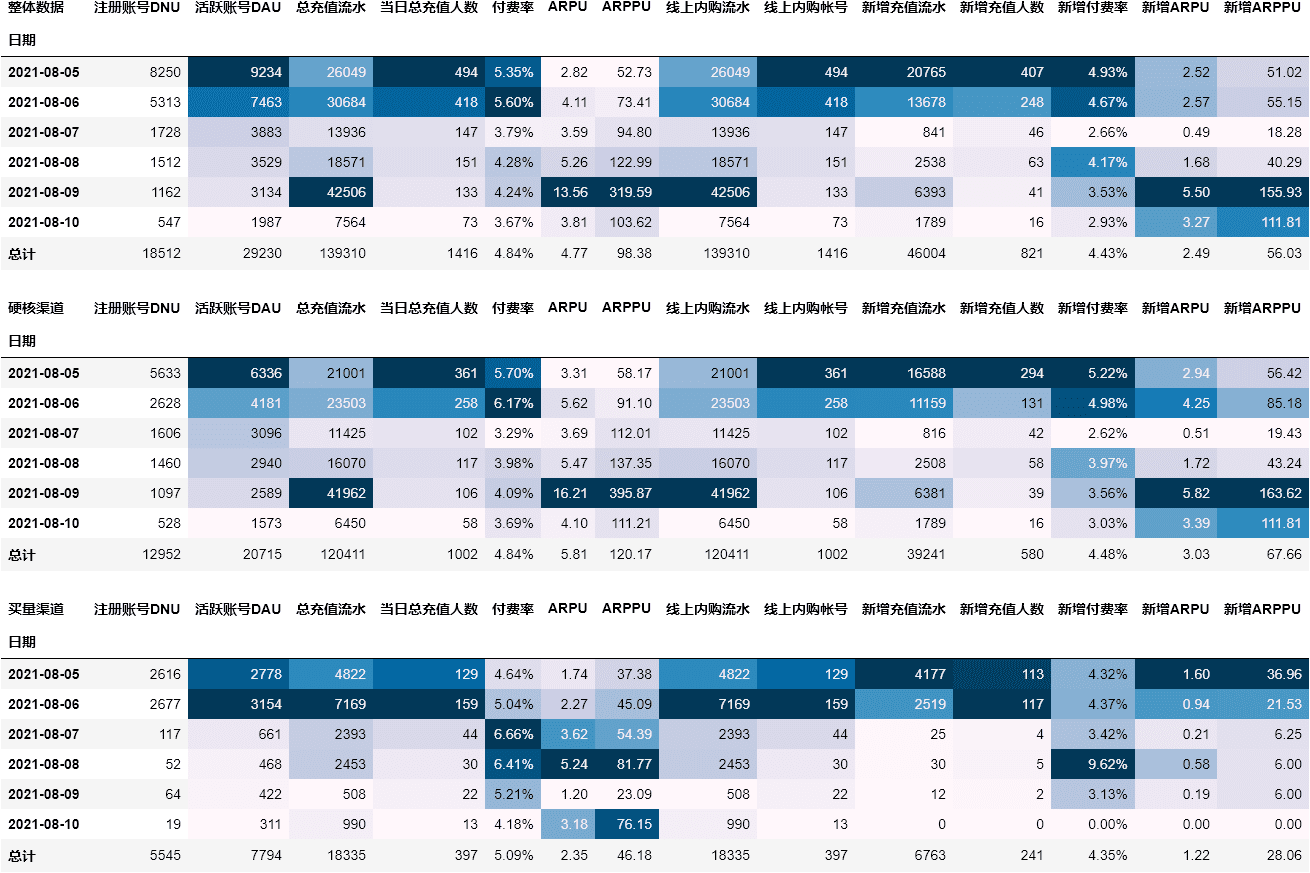 整体数据 注册账号DNU 活跃账号DAU 总充值流水 当日总充值人数 付费率 ARPU ARPPU 线上内购流水 线上内购帐号 新增充值流水 新增充值人数 新增付费率 新增ARPU 新增ARPPU
日期
2021-08-05 8250 9234 26049 494 5.35% 2.82 52.73 26049 494 20765 407 4.93% 2.52 51.02
2021-08-06 5313 7463 30684 418 5.60% 4.11 73.41 30684 418 13678 248 4.67% 2.57 55.15
2021-08-07 1728 3883 13936 147 3.79% 3.59 94.80 13936 147 841 46 2.66% 0.49 18.28
2021-08-08 1512 3529 18571 151 4.28% 5.26 122.99 18571 151 2538 63 4.17% 1.68 40.29
2021-08-09 1162 3134 42506 133 4.24% 13.56 319.59 42506 133 6393 41 3.53% 5.50 155.93
2021-08-10 547 1987 7564 73 3.67% 3.81 103.62 7564 73 1789 16 2.93% 3.27 111.81
总计 18512 29230 139310 1416 4.84% 4.77 98.38 139310 1416 46004 821 4.43% 2.49 56.03
硬核渠道 注册账号DNU 活跃账号DAU 总充值流水 当日总充值人数 付费率 ARPU ARPPU 线上内购流水 线上内购帐号 新增充值流水 新增充值人数 新增付费率 新增ARPU 新增ARPPU
日期
2021-08-05 5633 6336 21001 361 5.70% 3.31 58.17 21001 361 16588 294 5.22% 2.94 56.42
2021-08-06 2628 4181 23503 258 6.17% 5.62 91.10 23503 258 11159 131 4.98% 4.25 85.18
2021-08-07 1606 3096 11425 102 3.29% 3.69 112.01 11425 102 816 42 2.62% 0.51 19.43
2021-08-08 1460 2940 16070 117 3.98% 5.47 137.35 16070 117 2508 58 3.97% 1.72 43.24
2021-08-09 1097 2589 41962 106 4.09% 16.21 395.87 41962 106 6381 39 3.56% 5.82 163.62
2021-08-10 528 1573 6450 58 3.69% 4.10 111.21 6450 58 1789 16 3.03% 3.39 111.81
总计 12952 20715 120411 1002 4.84% 5.81 120.17 120411 1002 39241 580 4.48% 3.03 67.66
买量渠道 注册账号DNU 活跃账号DAU 总充值流水 当日总充值人数 付费率 ARPU ARPPU 线上内购流水 线上内购帐号 新增充值流水 新增充值人数 新增付费率 新增ARPU 新增ARPPU
日期
2021-08-05 2616 2778 4822 129 4.64% 1.74 37.38 4822 129 4177 113 4.32% 1.60 36.96
2021-08-06 2677 3154 7169 159 5.04% 2.27 45.09 7169 159 2519 117 4.37% 0.94 21.53
2021-08-07 117 661 2393 44 6.66% 3.62 54.39 2393 44 25 4 3.42% 0.21 6.25
2021-08-08 52 468 2453 30 6.41% 5.24 81.77 2453 30 30 5 9.62% 0.58 6.00
2021-08-09 64 422 508 22 5.21% 1.20 23.09 508 22 12 2 3.13% 0.19 6.00
2021-08-10 19 311 990 13 4.18% 3.18 76.15 990 13 0 0 0.00% 0.00 0.00
总计 5545 7794 18335 397 5.09% 2.35 46.18 18335 397 6763 241 4.35% 1.22 28.06